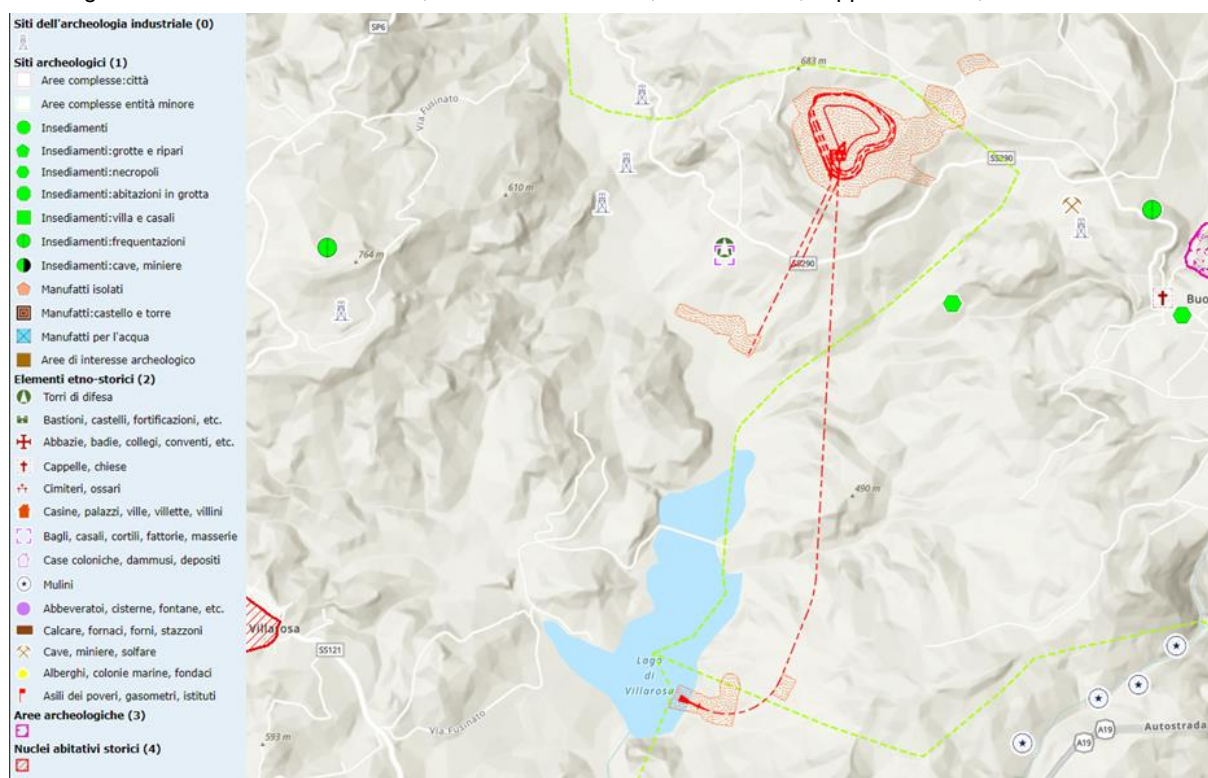 Siti dell'archeologia industriale (0)
Siti archeologici (1)
Aree complesse:città
Aree complesse entità minore
Insediamenti
Insediamenti:grotte e ripari
Insediamenti:necropoli
Insediamenti:abitazioni in grotta
Insediamenti:villa e casali
Insediamenti:frequentazioni
Insediamenti:cave, miniere
Manufatti isolati
Manufatti:castello e torre
Manufatti per l'acqua
Aree di interesse archeologico
Elementi etno-storici (2)
Torri di difesa
Bastioni, castelli, fortificazioni, etc.
Abbazie, badie, collegi, conventi, etc.
Cappelle, chiese
Cimiteri, ossari
Casine, palazzi, ville, villette, villini
Bagli, casali, cortili, fattorie, masserie
Case coloniche, dammusi, depositi
Mulini
Abbeveratoi, cisterne, fontane, etc.
Calcare, fornaci, forni, stazzoni
Cave, miniere, solfare
Alberghi, colonie marine, fondaci
Asili dei poveri, gasometri, istituti
Aree archeologiche (3)
Nuclei abitativi storici (4)
SP6
683 m
Via Fusinato
SS290
610 m
764 m
SS290
Buo
490 m
Villarosa
SS121
Lago
di
Villarosa
Via Fusinato
593 m
A19
Autostrada
A19
A19